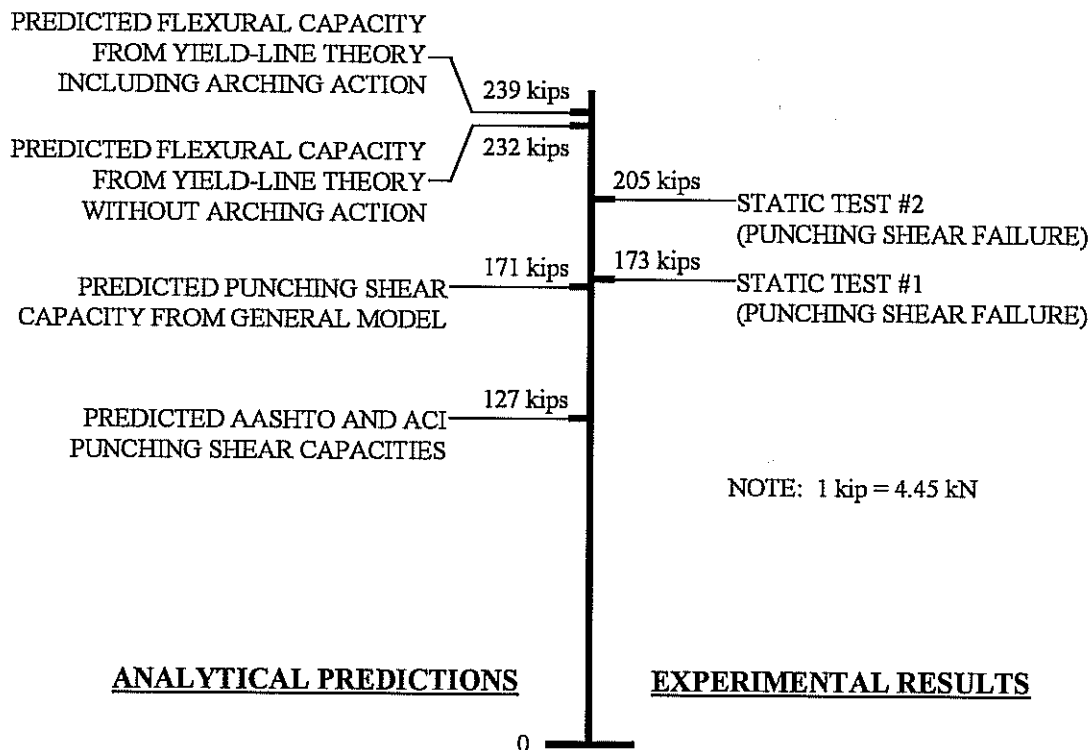 PREDICTED FLEXURAL CAPACITY
FROM YIELD-LINE THEORY
INCLUDING ARCHING ACTION
239 kips
PREDICTED FLEXURAL CAPACITY
FROM YIELD-LINE THEORY
WITHOUT ARCHING ACTION
232 kips
205 kips
STATIC TEST #2
(PUNCHING SHEAR FAILURE)
171 kips
PREDICTED PUNCHING SHEAR
CAPACITY FROM GENERAL MODEL
173 kips
STATIC TEST #1
(PUNCHING SHEAR FAILURE)
127 kips
PREDICTED AASHTO AND ACI
PUNCHING SHEAR CAPACITIES
NOTE: 1 kip = 4.45 kN
ANALYTICAL PREDICTIONS
EXPERIMENTAL RESULTS
0